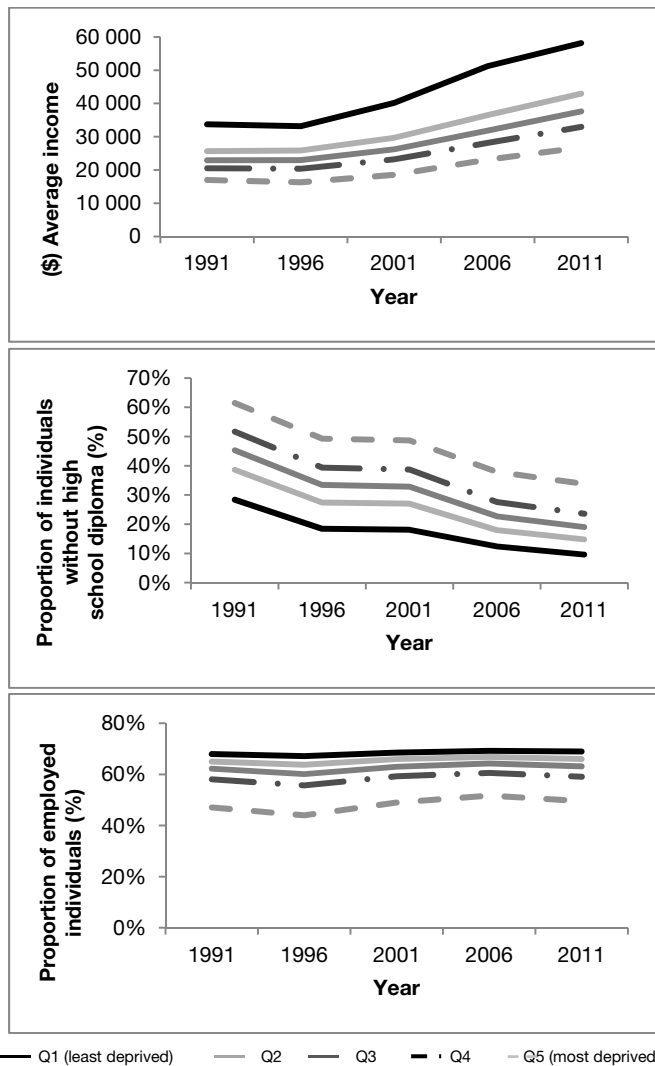 60 000
50 000
40 000
30 000
20 000
10 000
0
($) Average income
1991 1996 2001 2006 2011
Year
70%
60%
50%
40%
30%
20%
10%
0%
Proportion of individuals
without high
school diploma (%)
1991 1996 2001 2006 2011
Year
80%
60%
40%
20%
0%
Proportion of employed
individuals (%)
1991 1996 2001 2006 2011
Year
Q1 (least deprived) Q2 Q3 Q4 Q5 (most deprived